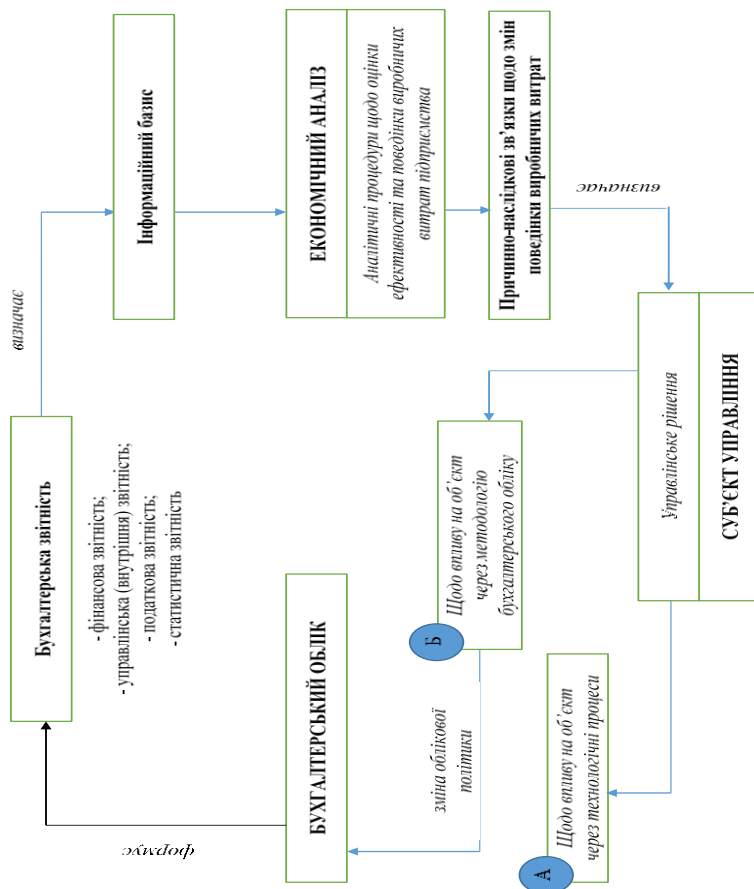 формує
Бухгалтерська звітність
- фінансова звітність;
- управлінська (внутрішня) звітність;
- податкова звітність;
- статистична звітність
визначає
Інформаційний базис
БУХГАЛТЕРСЬКИЙ ОБЛІК
ЕКОНОМІЧНИЙ АНАЛІЗ
Аналітичні процедури щодо оцінки
ефективності та поведінки виробничих
витрат підприємства
зміна облікової
політики
Б
Щодо впливу на об’єкт
через методологію
бухгалтерського обліку
Причинно-наслідкові зв’язки щодо змін
поведінки виробничих витрат
визначає
А
Щодо впливу на об’єкт
через технологічні процеси
Управлінське рішення
СУБ’ЄКТ УПРАВЛІННЯ